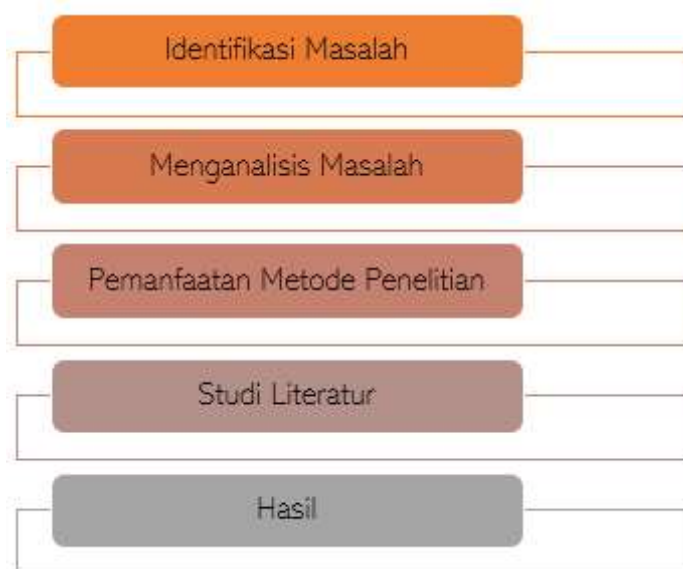 Identifikasi Masalah
Menganalisis Masalah
Pemanfaatan Metode Penelitian
Studi Literatur
Hasil